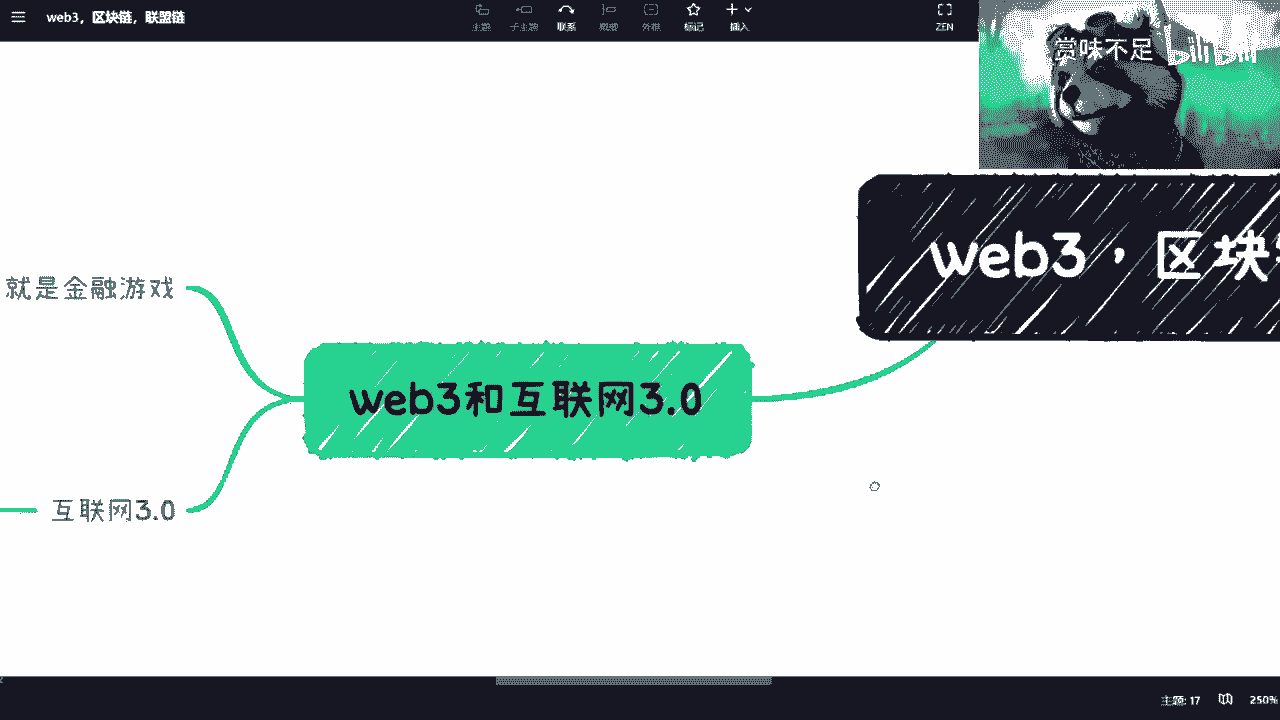 web3，区块链，联盟链
主题
子主题
联系
概要
外框
标记
插入
ZEN
赏味不足
bilibili
web3，区块
就是金融游戏
web3和互联网3.0
互联网3.0
主题: 17
250%